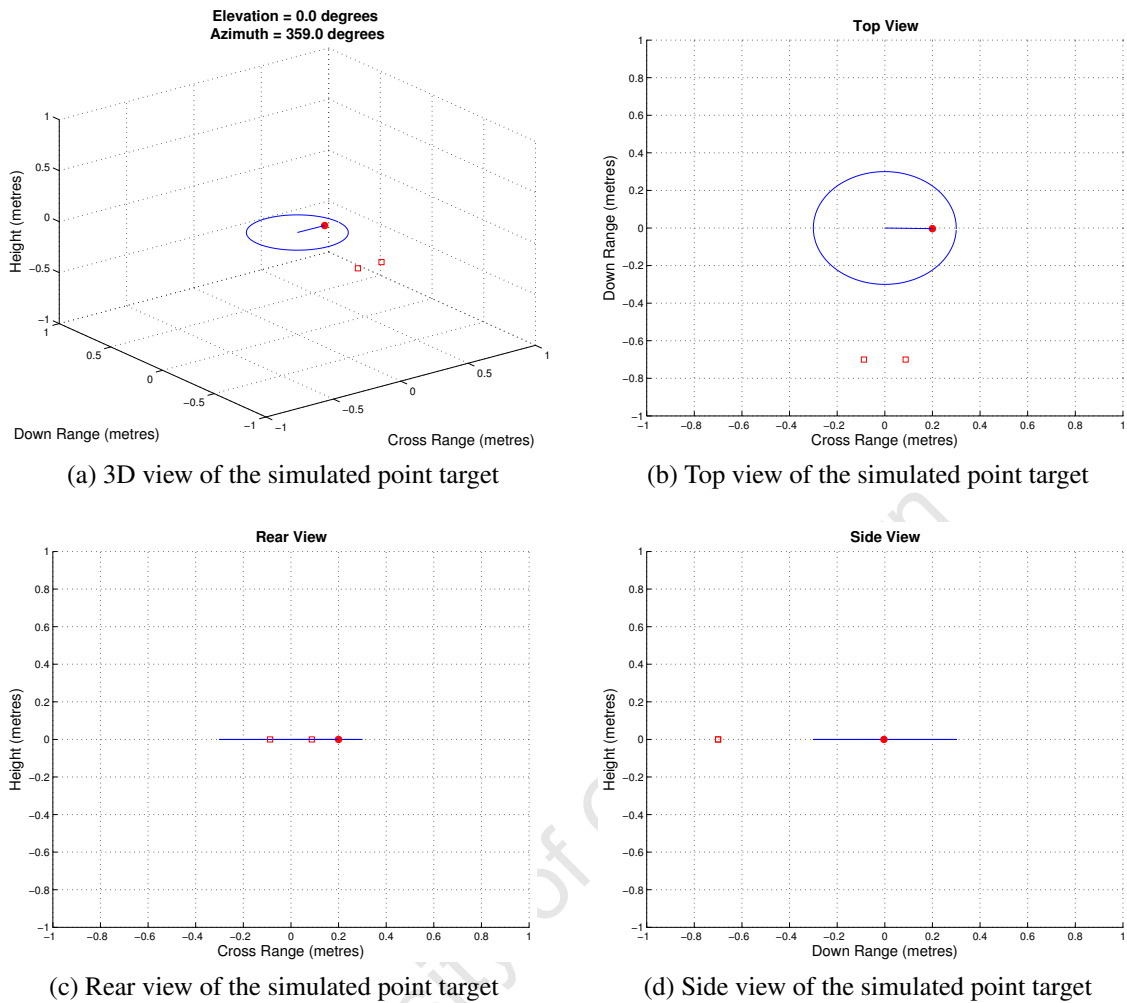 Elevation = 0.0 degrees
Azimuth = 359.0 degrees
1
0.5
0
−0.5
−1
Height (metres)
1
0.5
0
−0.5
−1
Down Range (metres)
−1
−0.5
0
0.5
1
Cross Range (metres)
(a) 3D view of the simulated point target
Top View
1
0.8
0.6
0.4
0.2
0
−0.2
−0.4
−0.6
−0.8
−1
Down Range (metres)
−1 −0.8 −0.6 −0.4 −0.2 0 0.2 0.4 0.6 0.8 1
Cross Range (metres)
(b) Top view of the simulated point target
Rear View
1
0.8
0.6
0.4
0.2
0
−0.2
−0.4
−0.6
−0.8
−1
Height (metres)
−1 −0.8 −0.6 −0.4 −0.2 0 0.2 0.4 0.6 0.8 1
Cross Range (metres)
(c) Rear view of the simulated point target
Side View
1
0.8
0.6
0.4
0.2
0
−0.2
−0.4
−0.6
−0.8
−1
Height (metres)
−1 −0.8 −0.6 −0.4 −0.2 0 0.2 0.4 0.6 0.8 1
Down Range (metres)
(d) Side view of the simulated point target